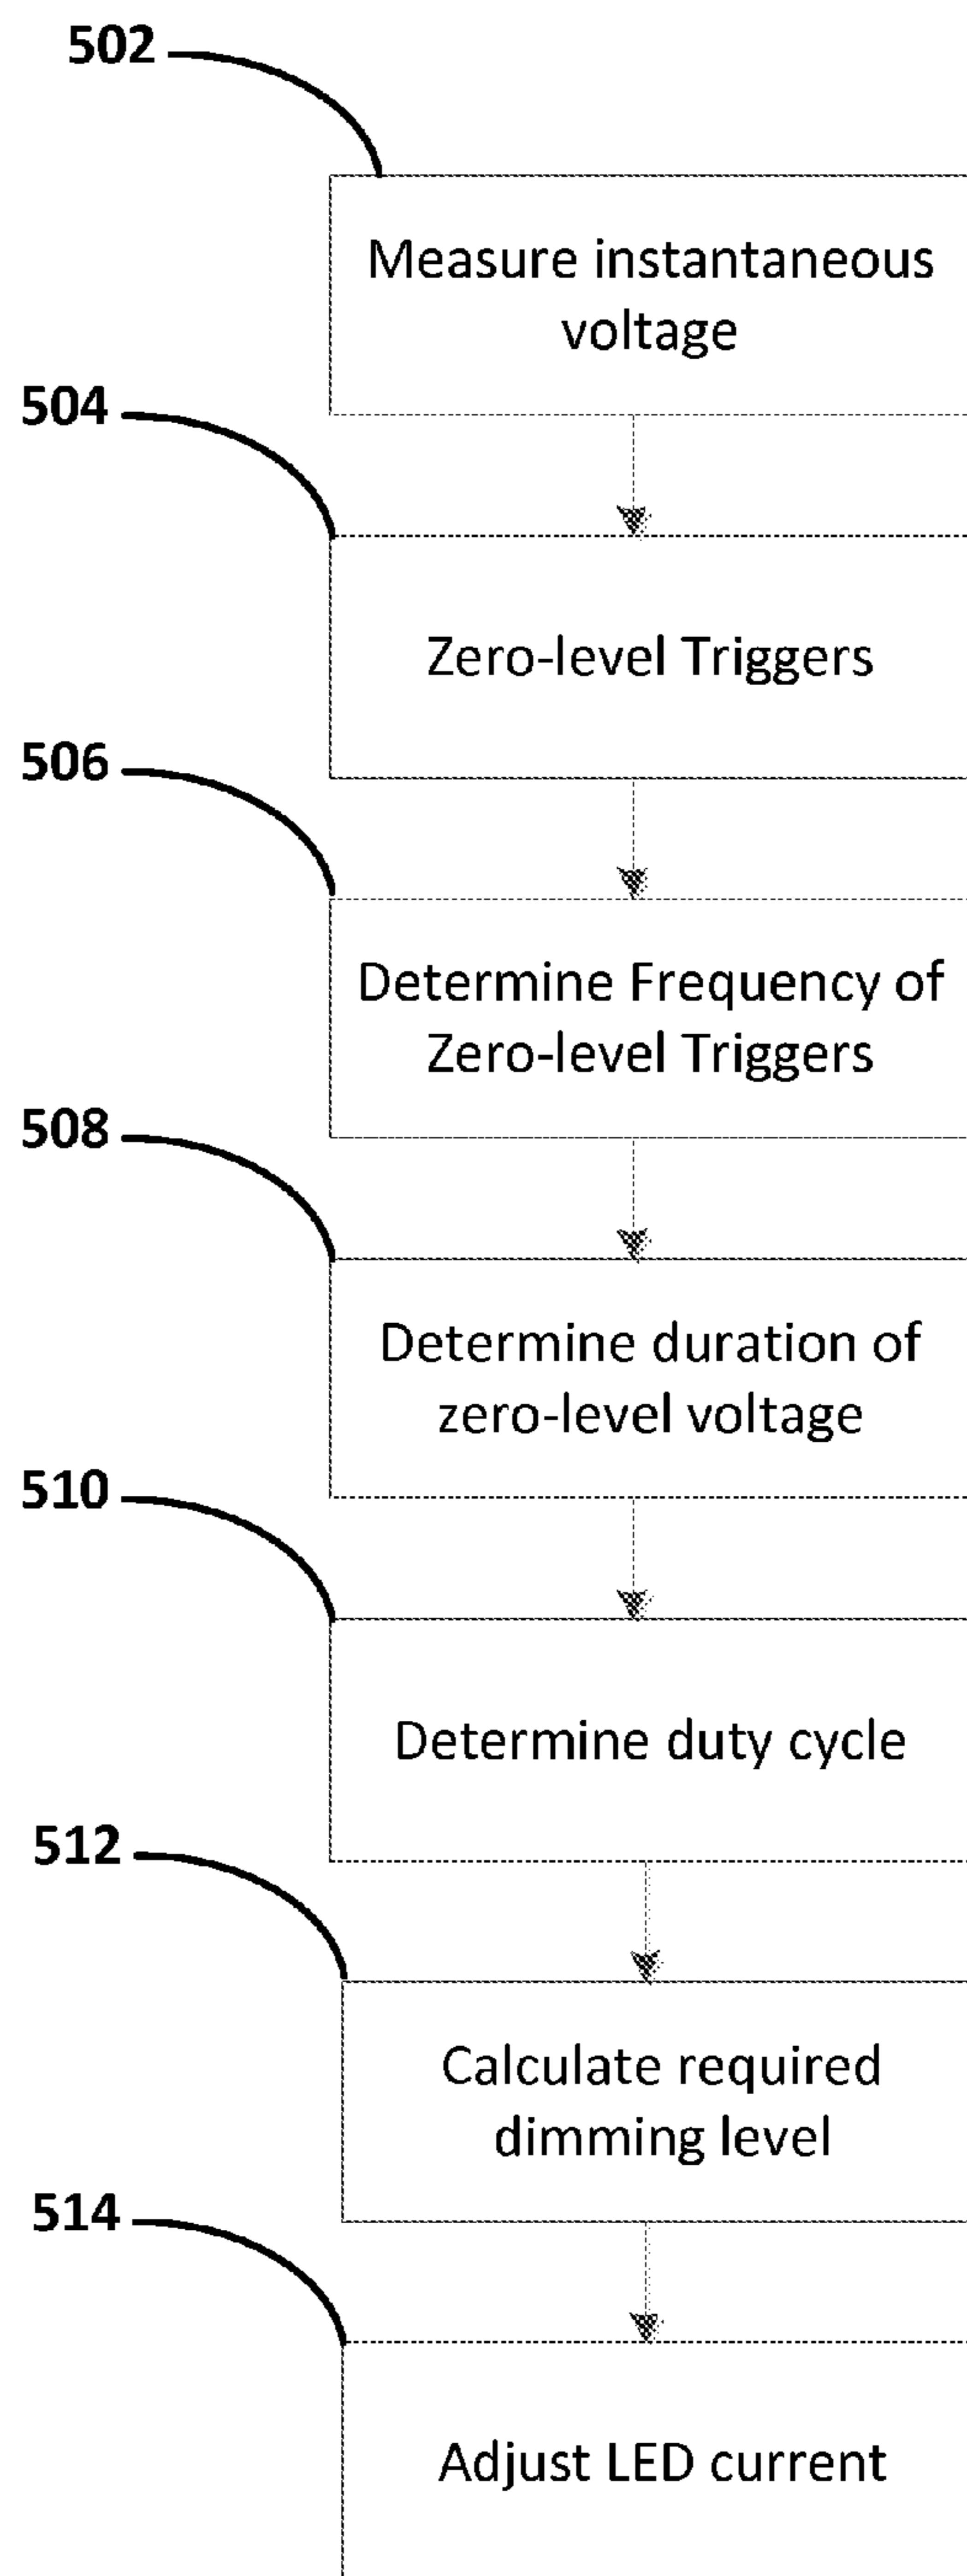 502
Measure instantaneous
voltage
504
Zero-level Triggers
506
Determine Frequency of
Zero-level Triggers
508
Determine duration of
zero-level voltage
510
Determine duty cycle
512
Calculate required
dimming level
514
Adjust LED current